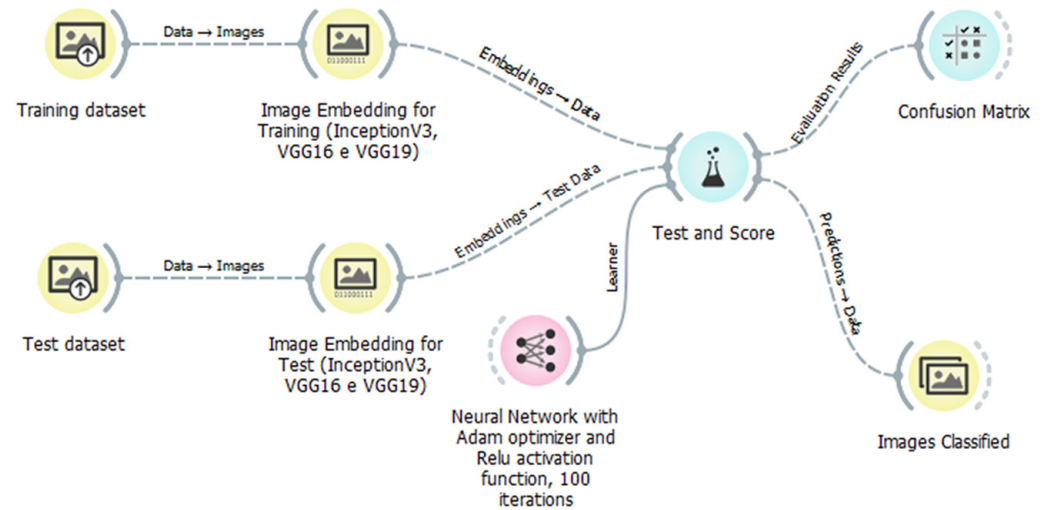 Data → Images
Training dataset
Image Embedding for
Training (InceptionV3,
VGG16 e VGG19)
Embeddings → Data
Evaluation Results
Confusion Matrix
Embeddings → Test Data
Test and Score
Learner
Predictions → Data
Data → Images
Test dataset
Image Embedding for
Test (InceptionV3,
VGG16 e VGG19)
Neural Network with
Adam optimizer and
Relu activation
function, 100
iterations
Images Classified